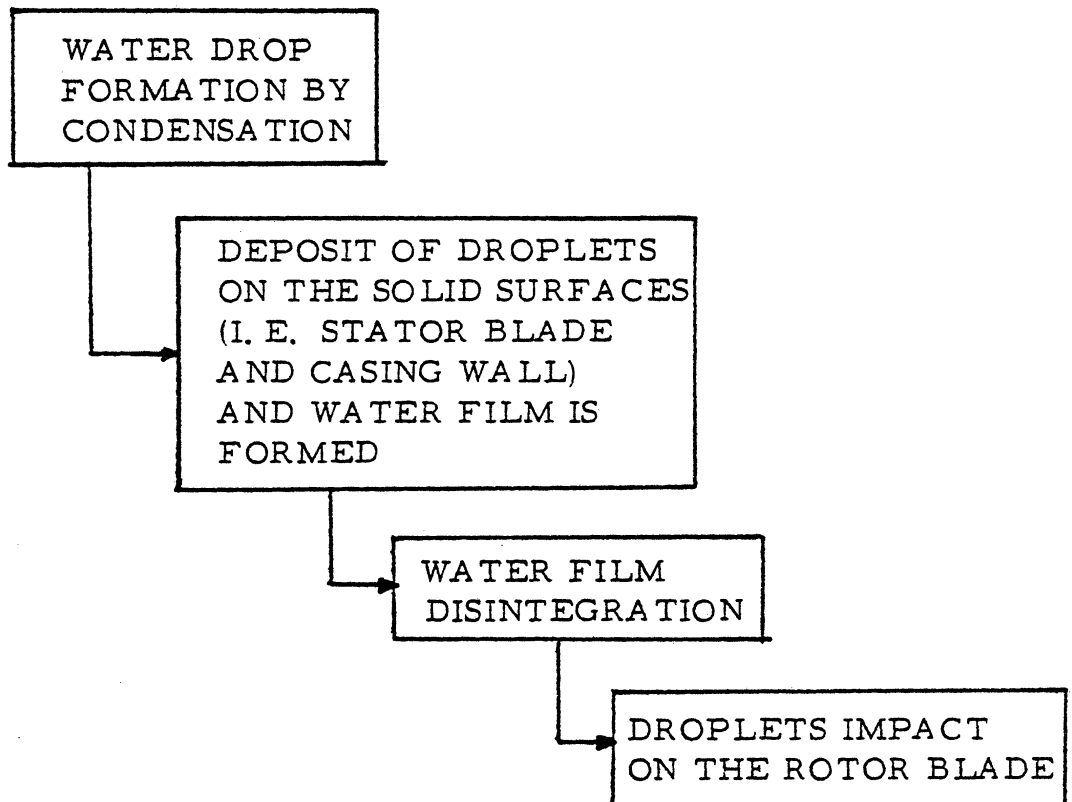 WATER DROP
FORMATION BY
CONDENSATION
DEPOSIT OF DROPLETS
ON THE SOLID SURFACES
(I. E. STATOR BLADE
AND CASING WALL)
AND WATER FILM IS
FORMED
WATER FILM
DISINTEGRATION
DROPLETS IMPACT
ON THE ROTOR BLADE